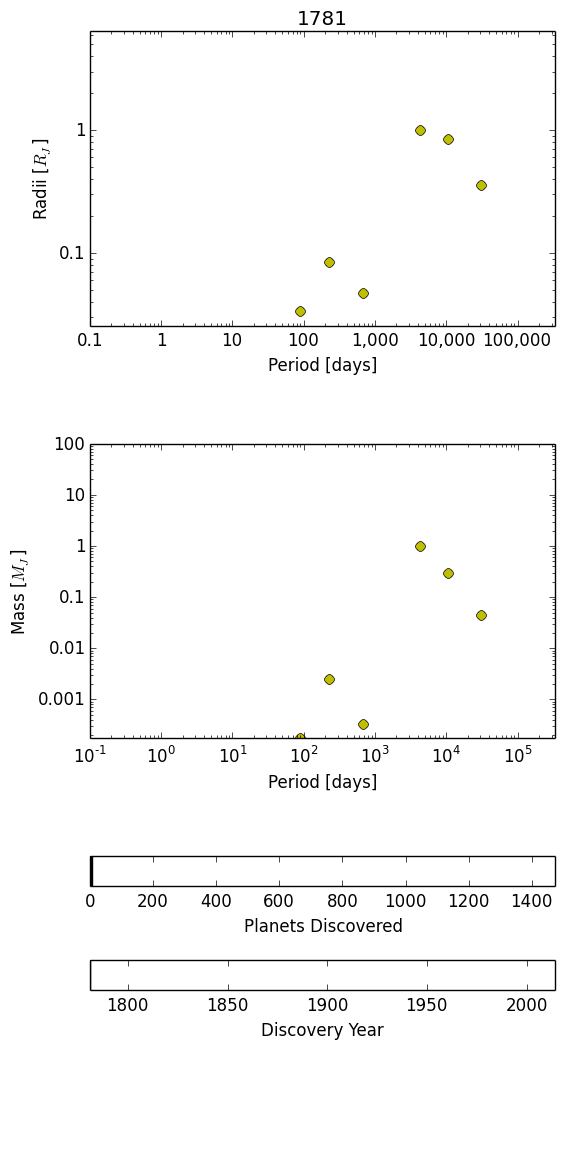 1781
Radii [R_J]
1
0.1
0.1 1 10 100 1,000 10,000 100,000
Period [days]
Mass [M_J]
100
10
1
0.1
0.01
0.001
10^-1 10^0 10^1 10^2 10^3 10^4 10^5
Period [days]
0 200 400 600 800 1000 1200 1400
Planets Discovered
1800 1850 1900 1950 2000
Discovery Year